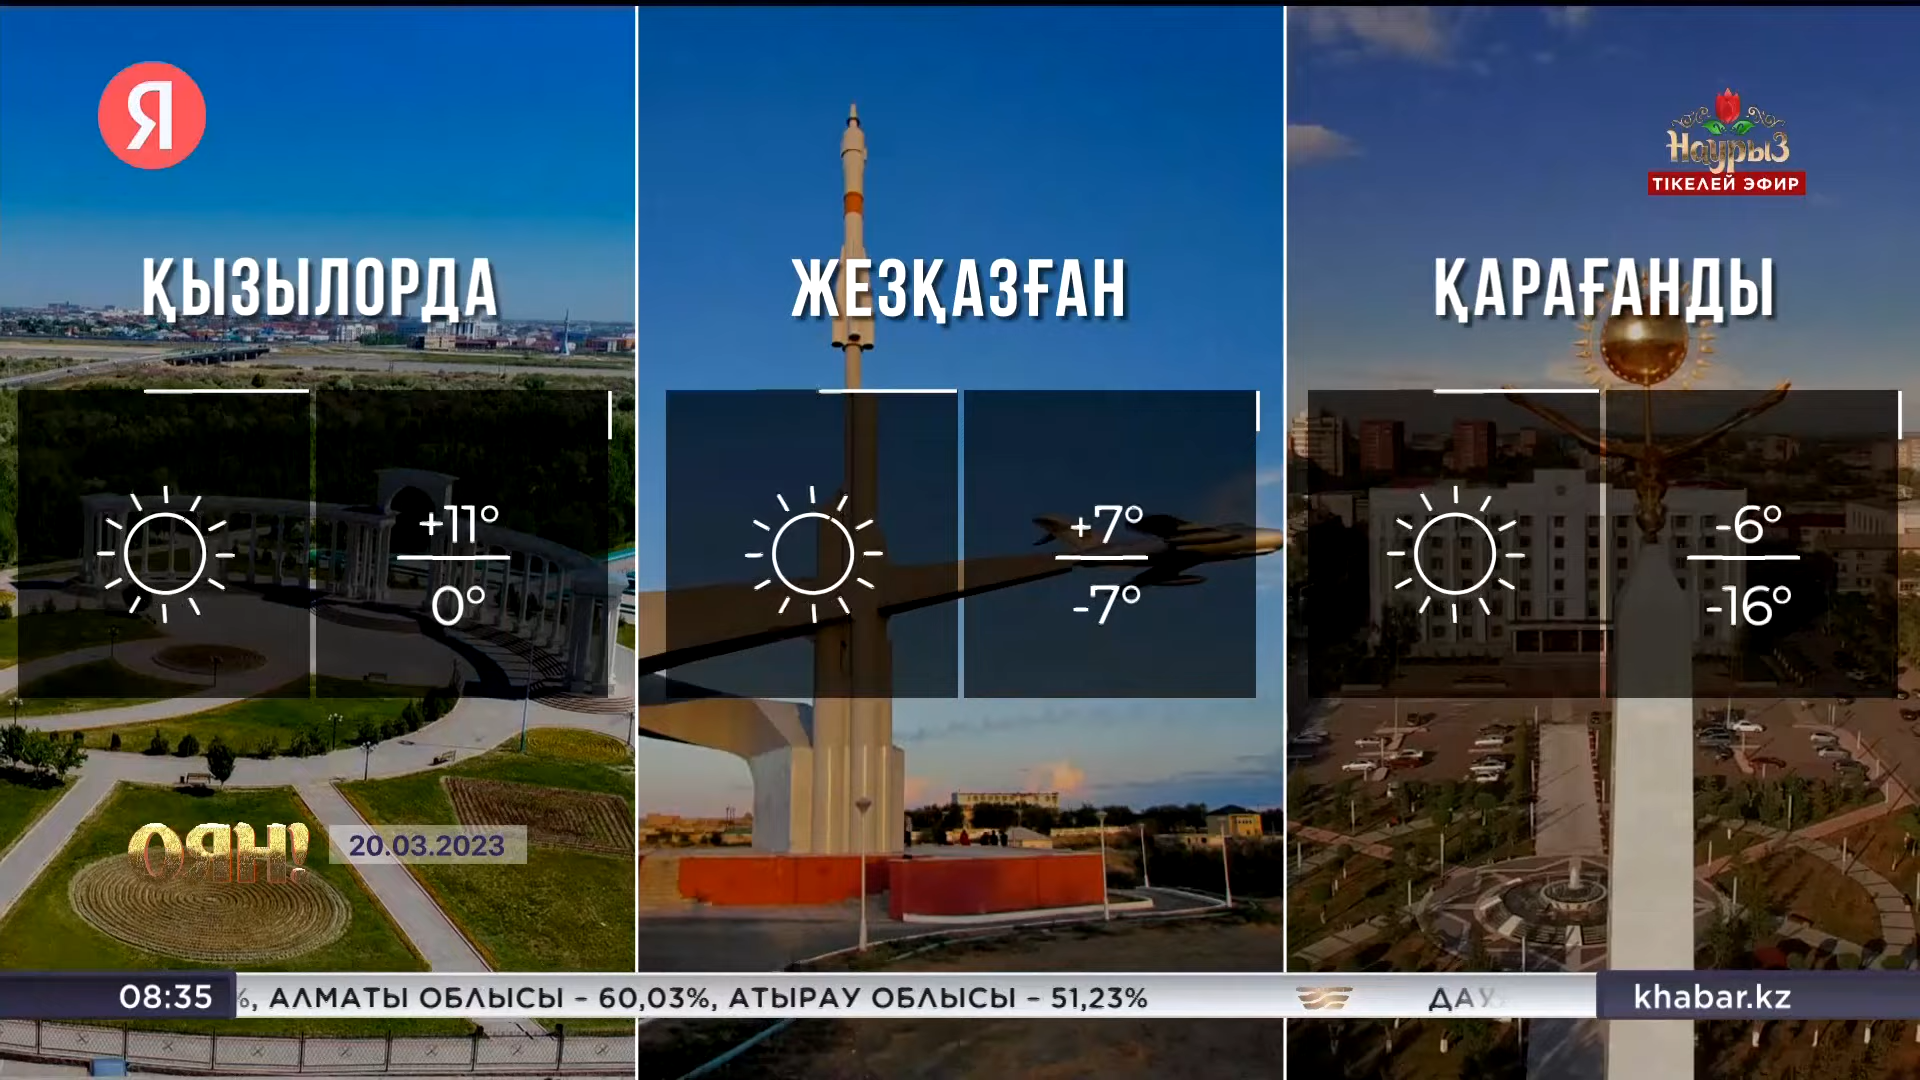 Я
Наурыз
ТІКЕЛЕЙ ЭФИР
ҚЫЗЫЛОРДА
ЖЕЗҚАЗҒАН
ҚАРАҒАНДЫ
+11°
0°
+7°
-7°
-6°
-16°
ОЯН!
20.03.2023
08:35
%, АЛМАТЫ ОБЛЫСЫ – 60,03%, АТЫРАУ ОБЛЫСЫ – 51,23%
khabar.kz